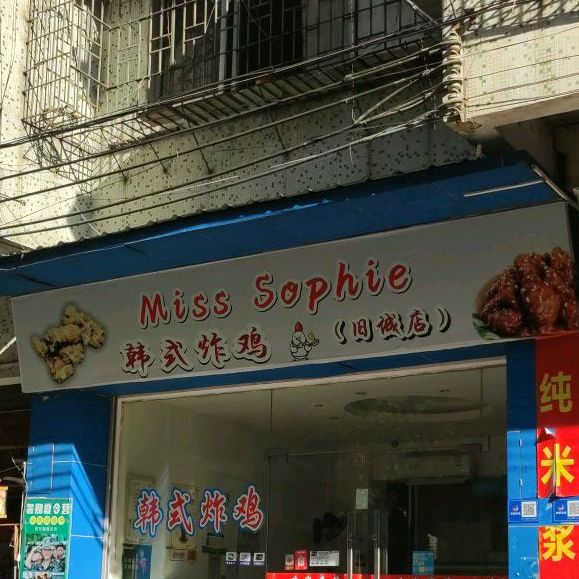 Miss Sophie
韩式炸鸡
（旧城店）
韩式炸鸡
纯
米
浆